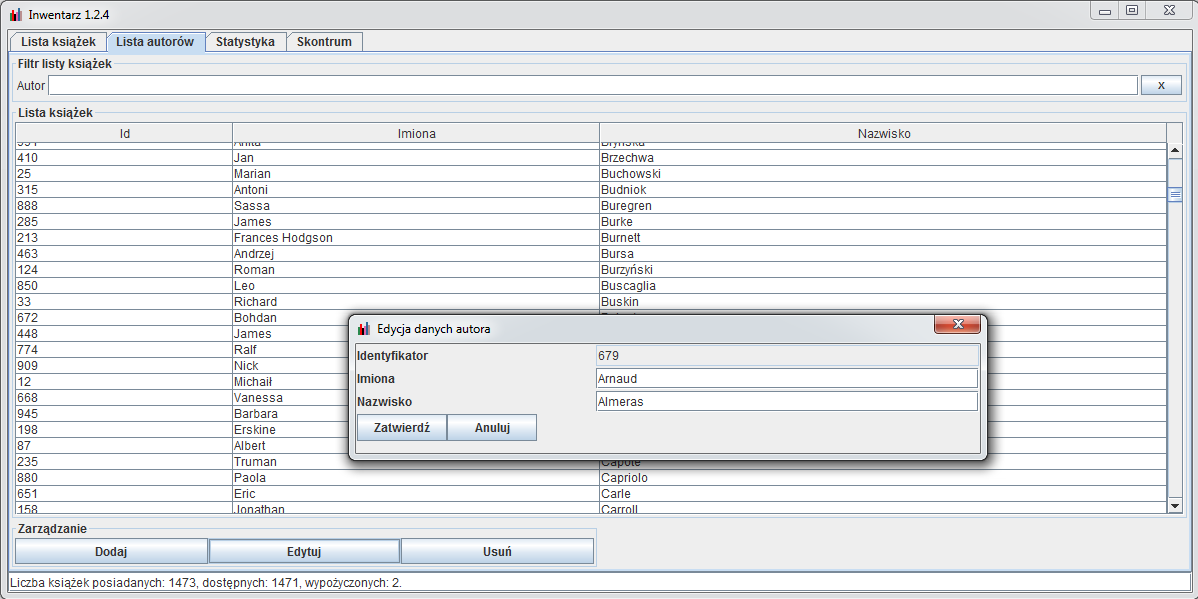 Inwentarz 1.2.4
Lista książek Lista autorów Statystyka Skontrum
Filtr listy książek
Autor x
Lista książek
Id Imiona Nazwisko
410 Jan Brzechwa
25 Marian Buchowski
315 Antoni Budniok
888 Sassa Buregren
285 James Burke
213 Frances Hodgson Burnett
463 Andrzej Bursa
124 Roman Burzyński
850 Leo Buscaglia
33 Richard Buskin
672 Bohdan
448 James
774 Ralf
909 Nick
12 Michaił
668 Vanessa
945 Barbara
198 Erskine
87 Albert
235 Truman Capote
880 Paola Capriolo
651 Eric Carle
158 Jonathan Carroll
Edycja danych autora
Identyfikator 679
Imiona Arnaud
Nazwisko Almeras
Zatwierdź Anuluj
Zarządzanie
Dodaj Edytuj Usuń
Liczba książek posiadanych: 1473, dostępnych: 1471, wypożyczonych: 2.